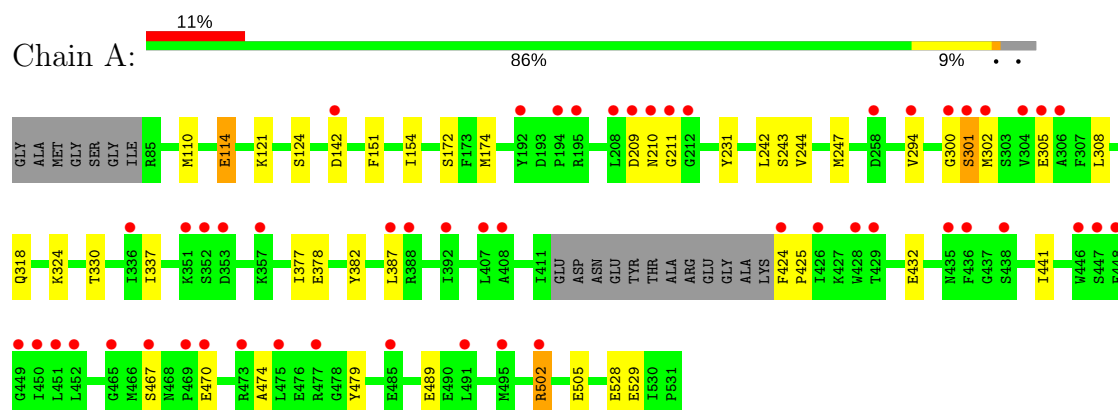 11%
Chain A:
86% 9% • •
GLY ALA MET GLY SER GLY ILE R85 M110 E114 K121 S124 D142 F151 I154 S172 F173 M174 Y192 D193 P194 R195 L208 D209 N210 G211 G212 Y231 L242 S243 V244 M247 D258 V294 G300 S301 M302 S303 V304 E305 A306 F307 L308
Q318 K324 T330 I336 I337 K351 S352 D353 K357 I377 E378 Y382 L387 R388 I392 L407 A408 I411 GLU ASP ASN GLU TYR THR ALA ARG GLU GLY ALA LYS F424 P425 I426 K427 W428 T429 E432 N435 F436 G437 S438 I441 W446 S447 E448
G449 I450 L451 L452 G465 M466 S467 N468 P469 E470 R473 A474 L475 E476 R477 G478 Y479 E485 E489 E490 L491 M495 R502 E505 E528 E529 I530 P531